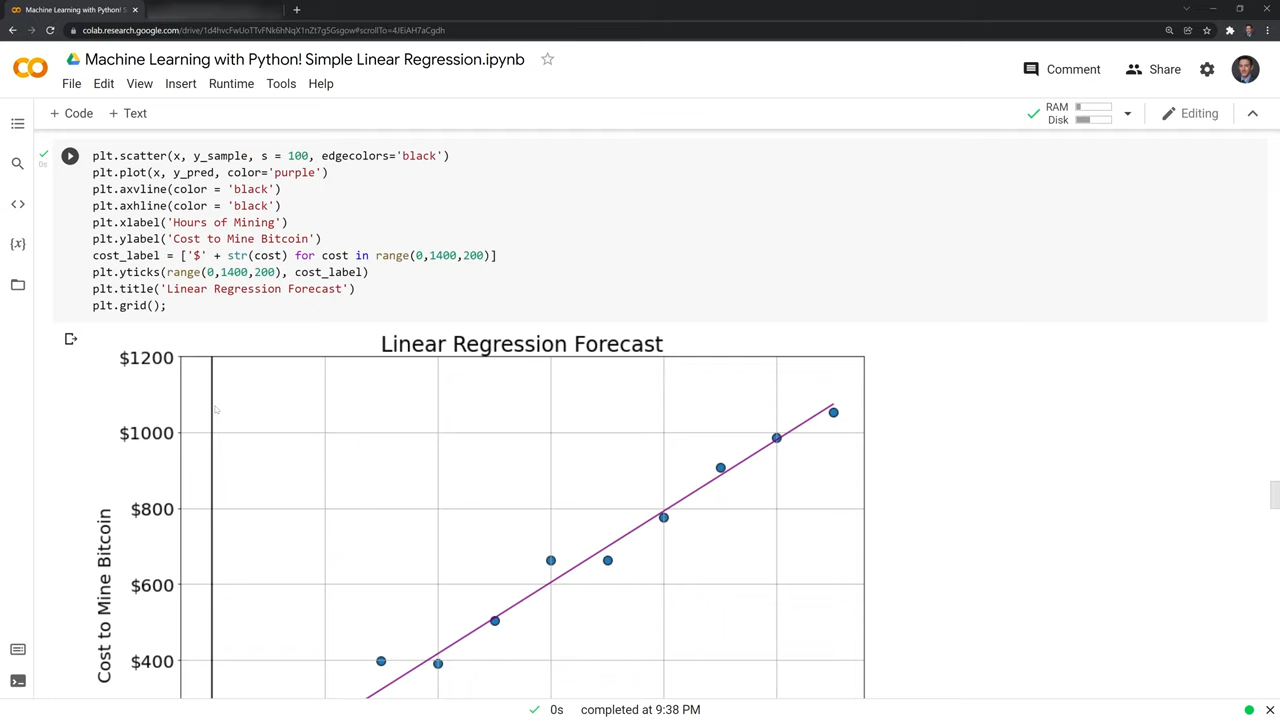 Machine Learning with Python! S
colab.research.google.com/drive/1d4hvcFwUoTTvFNk6hNqX1nZt7g5Gsgow#scrollTo=4JEiAH7aCgdh
Machine Learning with Python! Simple Linear Regression.ipynb
Comment
Share
File Edit View Insert Runtime Tools Help
+ Code + Text
RAM
Disk
Editing
0s
plt.scatter(x, y_sample, s = 100, edgecolors='black')
plt.plot(x, y_pred, color='purple')
plt.axvline(color = 'black')
plt.axhline(color = 'black')
plt.xlabel('Hours of Mining')
plt.ylabel('Cost to Mine Bitcoin')
cost_label = ['$' + str(cost) for cost in range(0,1400,200)]
plt.yticks(range(0,1400,200), cost_label)
plt.title('Linear Regression Forecast')
plt.grid();
Linear Regression Forecast
$1200
$1000
$800
$600
$400
Cost to Mine Bitcoin
0s completed at 9:38 PM